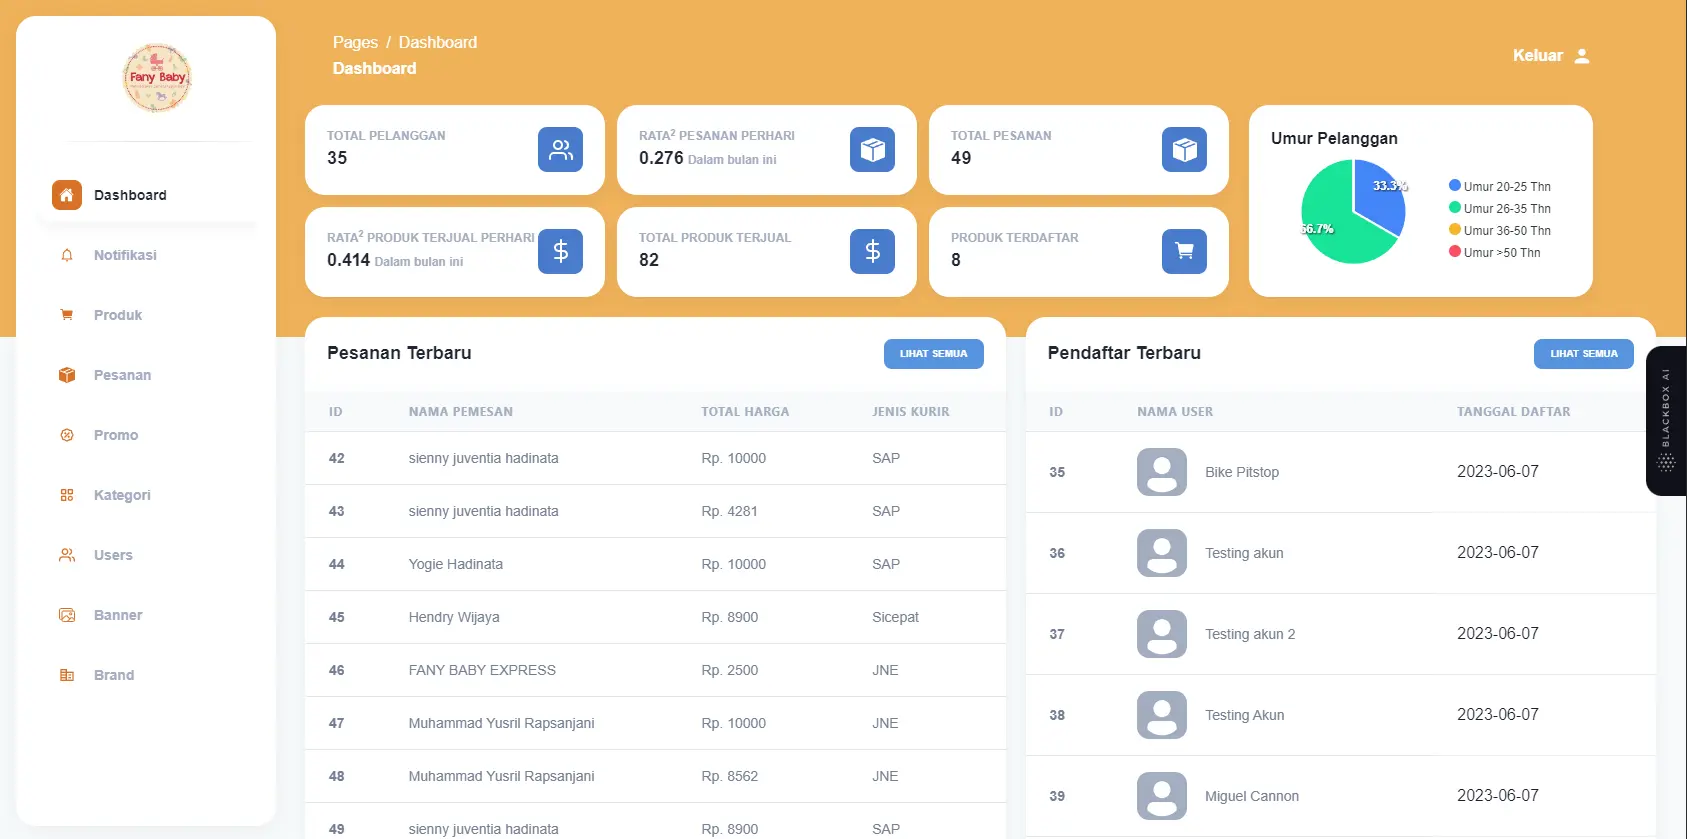 Fany Baby
Dashboard
Notifikasi
Produk
Pesanan
Promo
Kategori
Users
Banner
Brand
Pages / Dashboard
Dashboard
Keluar
TOTAL PELANGGAN
35
RATA² PESANAN PERHARI
0.276 Dalam bulan ini
TOTAL PESANAN
49
RATA² PRODUK TERJUAL PERHARI
0.414 Dalam bulan ini
TOTAL PRODUK TERJUAL
82
PRODUK TERDAFTAR
8
Umur Pelanggan
33.3%
66.7%
Umur 20-25 Thn
Umur 26-35 Thn
Umur 36-50 Thn
Umur >50 Thn
Pesanan Terbaru
LIHAT SEMUA
ID NAMA PEMESAN TOTAL HARGA JENIS KURIR
42 sienny juventia hadinata Rp. 10000 SAP
43 sienny juventia hadinata Rp. 4281 SAP
44 Yogie Hadinata Rp. 10000 SAP
45 Hendry Wijaya Rp. 8900 Sicepat
46 FANY BABY EXPRESS Rp. 2500 JNE
47 Muhammad Yusril Rapsanjani Rp. 10000 JNE
48 Muhammad Yusril Rapsanjani Rp. 8562 JNE
49 sienny juventia hadinata Rp. 8900 SAP
Pendaftar Terbaru
LIHAT SEMUA
ID NAMA USER TANGGAL DAFTAR
35 Bike Pitstop 2023-06-07
36 Testing akun 2023-06-07
37 Testing akun 2 2023-06-07
38 Testing Akun 2023-06-07
39 Miguel Cannon 2023-06-07
BLACKBOX AI